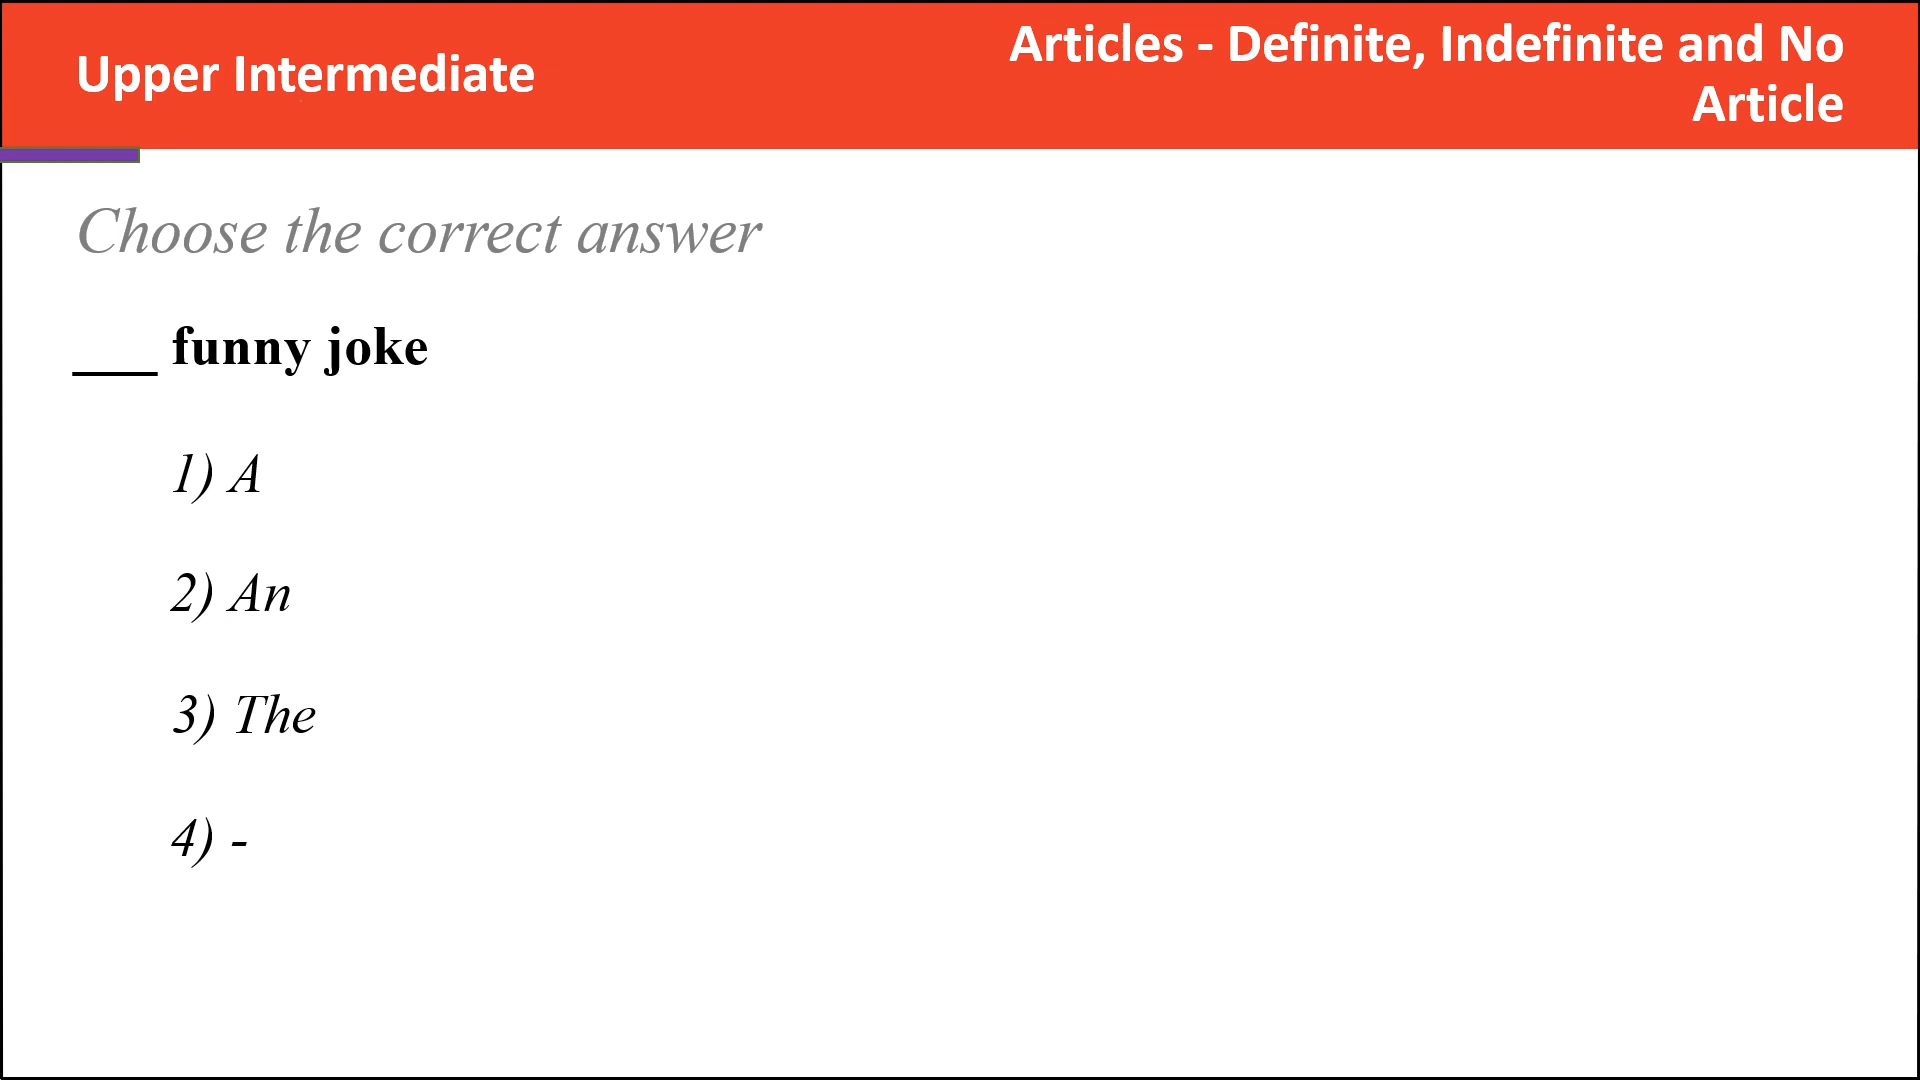 Upper Intermediate
Articles - Definite, Indefinite and No
Article
Choose the correct answer
___ funny joke
1) A
2) An
3) The
4) -